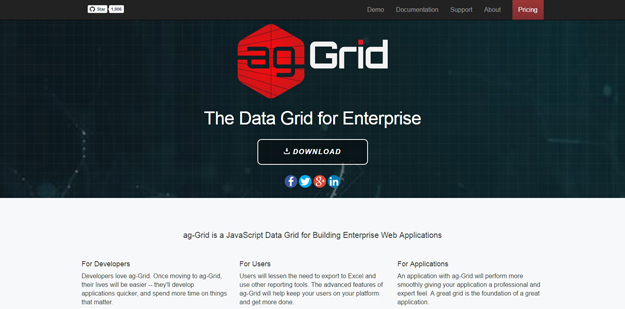 Star 1,906
Demo Documentation Support About Pricing
ag-Grid
The Data Grid for Enterprise
DOWNLOAD
ag-Grid is a JavaScript Data Grid for Building Enterprise Web Applications
For Developers
Developers love ag-Grid. Once moving to ag-Grid,
their lives will be easier – they'll develop
applications quicker, and spend more time on things
that matter.
For Users
Users will lessen the need to export to Excel and
use other reporting tools. The advanced features of
ag-Grid will help keep your users on your platform
and get more done.
For Applications
An application with ag-Grid will perform more
smoothly giving your application a professional and
expert feel. A great grid is the foundation of a great
application.